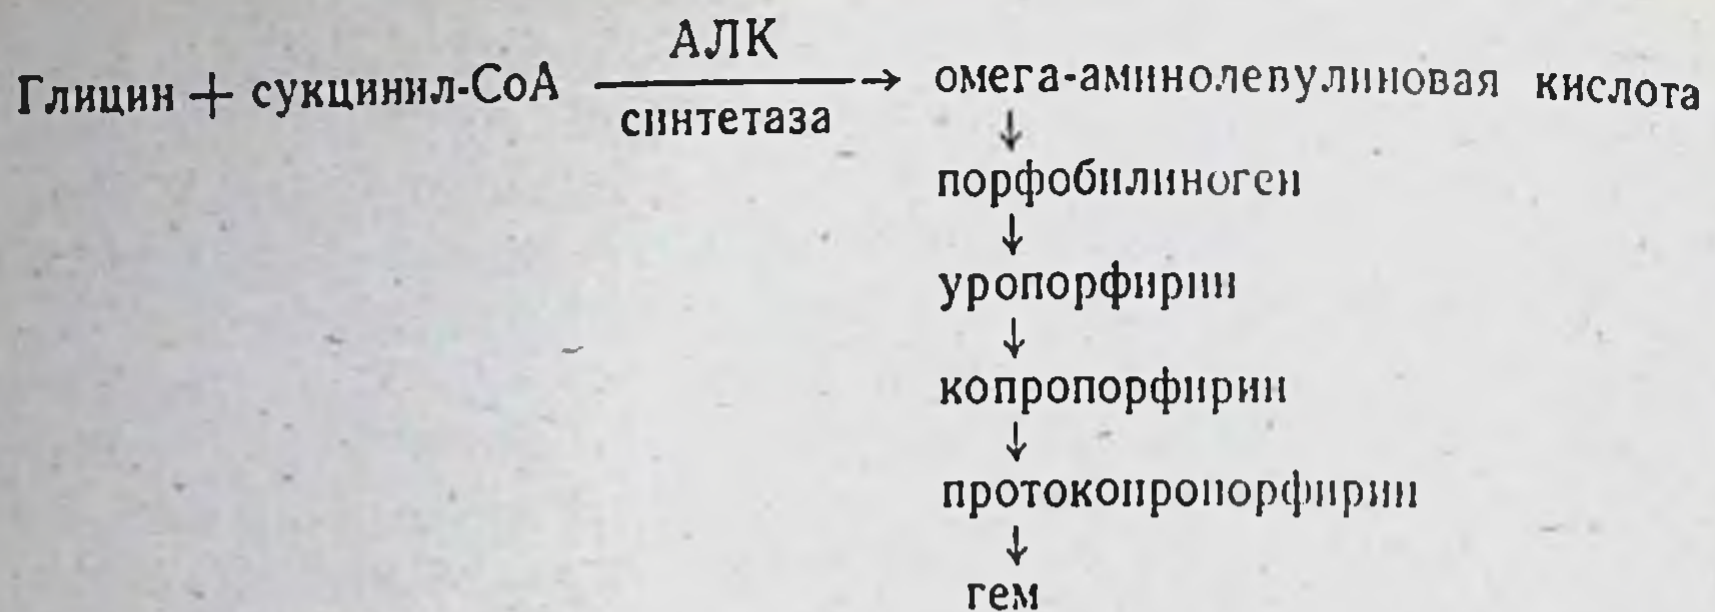 АЛК
Глицин + сукцинил-СоА → омега-аминолевулиновая кислота
синтетаза
↓
порфобилиноген
↓
уропорфирин
↓
копропорфирин
↓
протокопропорфирин
↓
гем